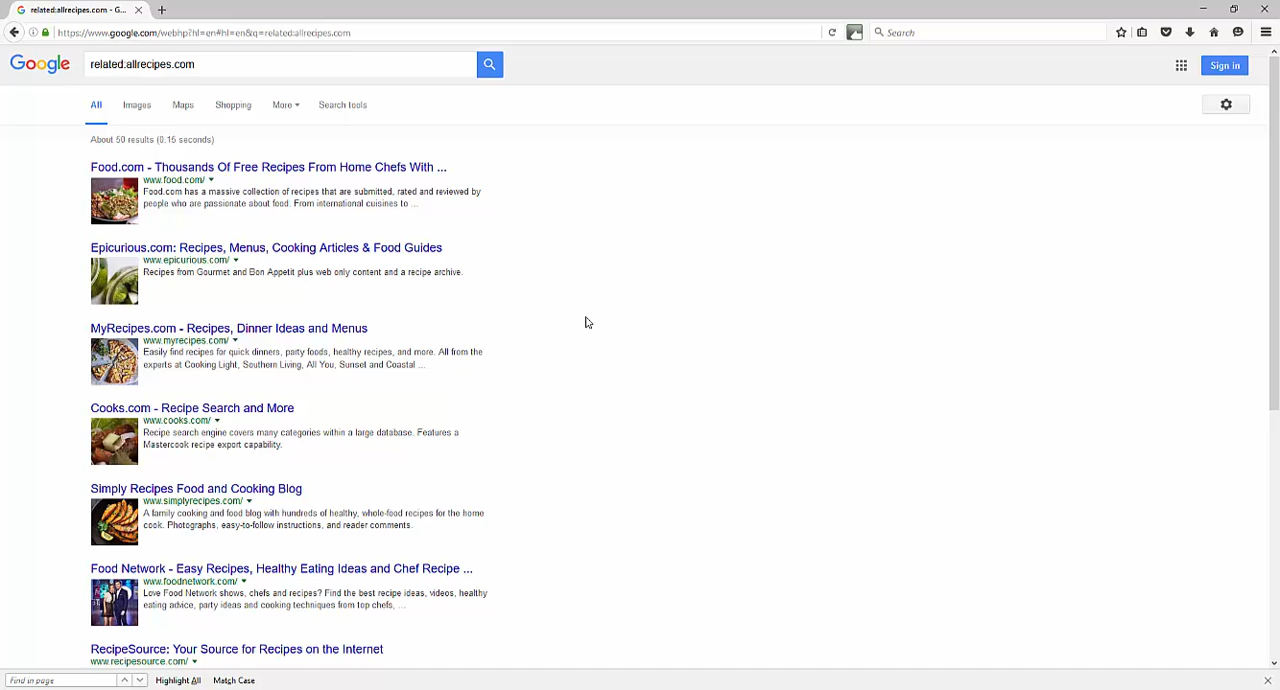 related:allrecipes.com - G...
https://www.google.com/webhp?hl=en#hl=en&q=related:allrecipes.com
Search
Google
related:allrecipes.com
Sign in
All Images Maps Shopping More Search tools
About 50 results (0.15 seconds)
Food.com - Thousands Of Free Recipes From Home Chefs With ...
www.food.com/
Food.com has a massive collection of recipes that are submitted, rated and reviewed by
people who are passionate about food. From international cuisines to ...
Epicurious.com: Recipes, Menus, Cooking Articles & Food Guides
www.epicurious.com/
Recipes from Gourmet and Bon Appetit plus web only content and a recipe archive.
MyRecipes.com - Recipes, Dinner Ideas and Menus
www.myrecipes.com/
Easily find recipes for quick dinners, party foods, healthy recipes, and more. All from the
experts at Cooking Light, Southern Living, All You, Sunset and Coastal ...
Cooks.com - Recipe Search and More
www.cooks.com/
Recipe search engine covers many categories within a large database. Features a
Mastercook recipe export capability.
Simply Recipes Food and Cooking Blog
www.simplyrecipes.com/
A family cooking and food blog with hundreds of healthy, whole-food recipes for the home
cook. Photographs, easy-to-follow instructions, and reader comments.
Food Network - Easy Recipes, Healthy Eating Ideas and Chef Recipe ...
www.foodnetwork.com/
Love Food Network shows, chefs and recipes? Find the best recipe ideas, videos, healthy
eating advice, party ideas and cooking techniques from top chefs, ...
RecipeSource: Your Source for Recipes on the Internet
www.recipesource.com/
Find in page
Highlight All Match Case